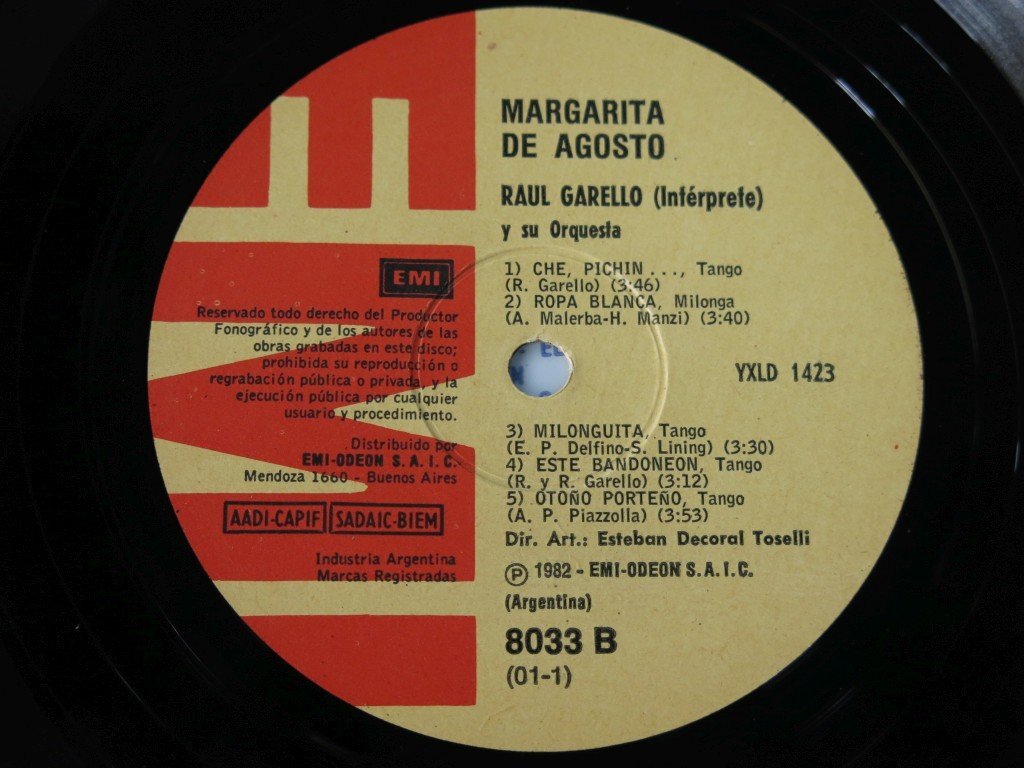 MARGARITA
DE AGOSTO
RAUL GARELLO (Intérprete)
y su Orquesta
1) CHE, PICHIN..., Tango
(R. Garello) (3:46)
2) ROPA BLANCA, Milonga
(A. Malerba-H. Manzi) (3:40)
YXLD 1423
3) MILONGUITA, Tango
(E. P. Delfino-S. Lining) (3:30)
4) ESTE BANDONEON, Tango
(R. y R. Garello) (3:12)
5) OTOÑO PORTEÑO, Tango
(A. P. Piazzolla) (3:53)
Dir. Art.: Esteban Decoral Toselli
Ⓟ 1982 - EMI-ODEON S.A.I.C.
(Argentina)
8033 B
(01-1)
EMI
EMI
Reservado todo derecho del Productor
Fonográfico y de los autores de las
obras grabadas en este disco;
prohibida su reproducción o
regrabación pública o privada, y la
ejecución pública por cualquier
usuario y procedimiento.
Distribuido por
EMI-ODEON S.A.I.C.
Mendoza 1660 - Buenos Aires
AADI-CAPIF SADAIC-BIEM
Industria Argentina
Marcas Registradas